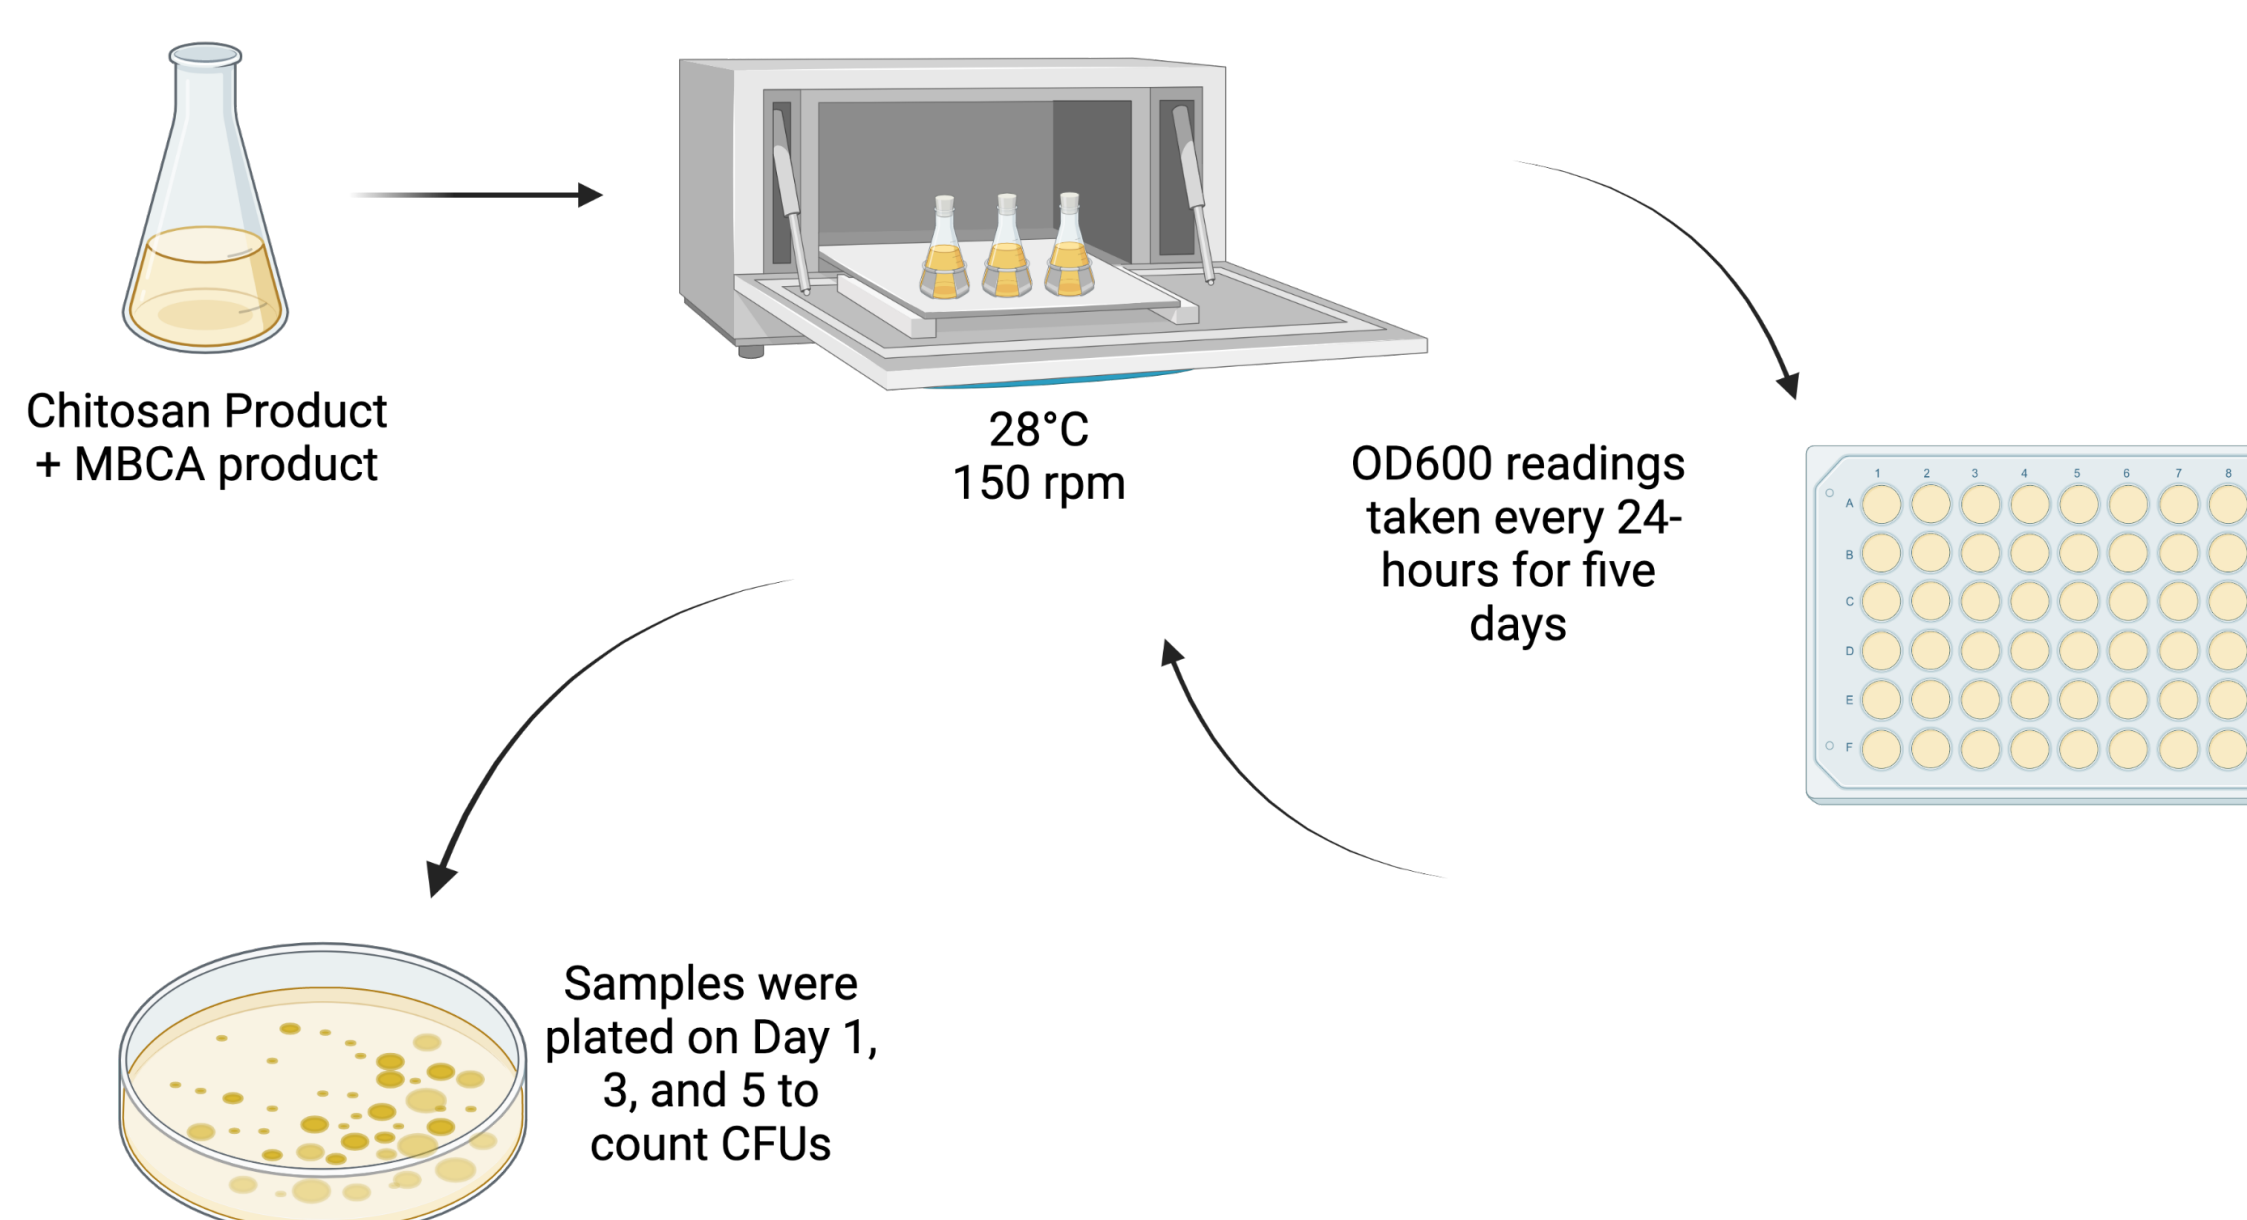 Chitosan Product
+ MBCA product
28°C
150 rpm
OD600 readings
taken every 24-
hours for five
days
1 2 3 4 5 6 7 8
A
B
C
D
E
F
Samples were
plated on Day 1,
3, and 5 to
count CFUs